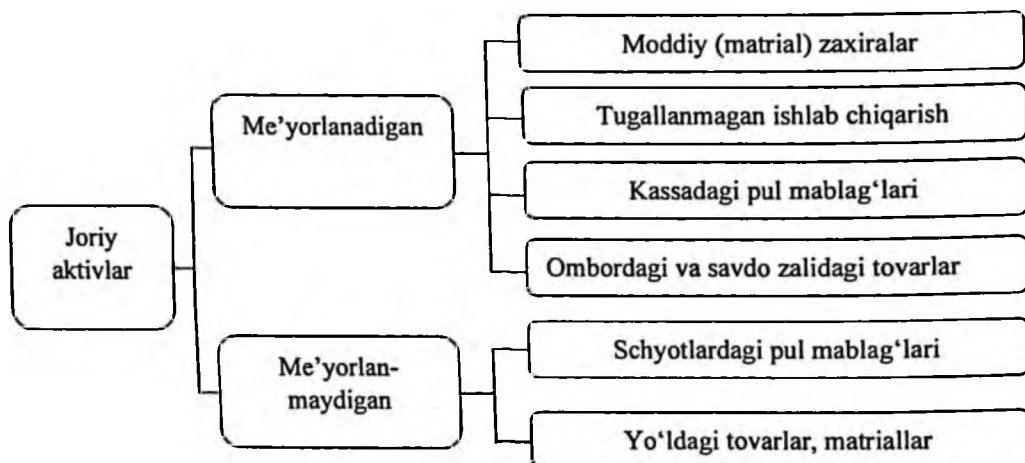 Joriy
aktivlar
Me'yorlanadigan
Moddiy (matrial) zaxiralar
Tugallanmagan ishlab chiqarish
Kassadagi pul mablag‘lari
Ombordagi va savdo zalidagi tovarlar
Me'yorlan-
maydigan
Schyotlardagi pul mablag‘lari
Yo‘ldagi tovarlar, matriallar